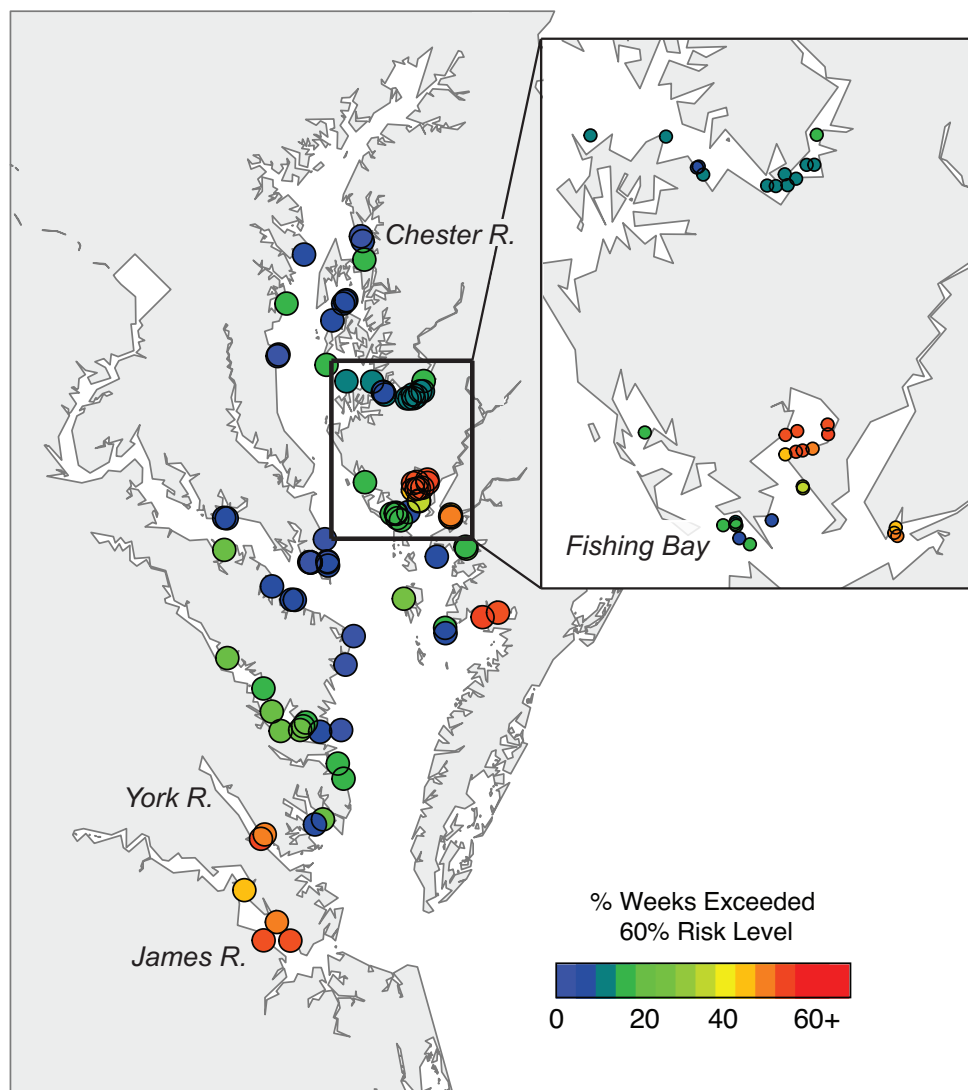 Chester R.
Fishing Bay
York R.
James R.
% Weeks Exceeded
60% Risk Level
0 20 40 60+